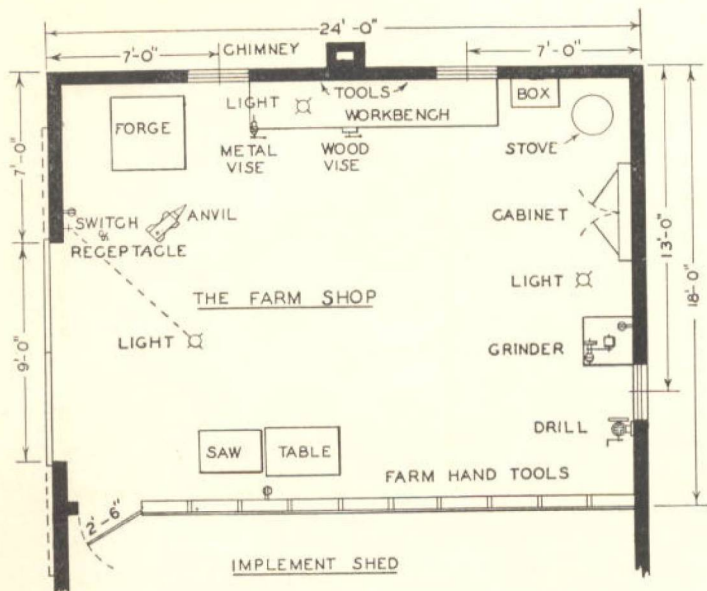 24'-0"
7'-0" CHIMNEY 7'-0"
LIGHT TOOLS BOX
FORGE WORKBENCH
METAL VISE WOOD VISE STOVE
7'-0"
SWITCH & RECEPTACLE ANVIL CABINET
13'-0"
18'-0"
THE FARM SHOP LIGHT
9'-0"
LIGHT GRINDER
DRILL
SAW TABLE
FARM HAND TOOLS
2'-6"
IMPLEMENT SHED